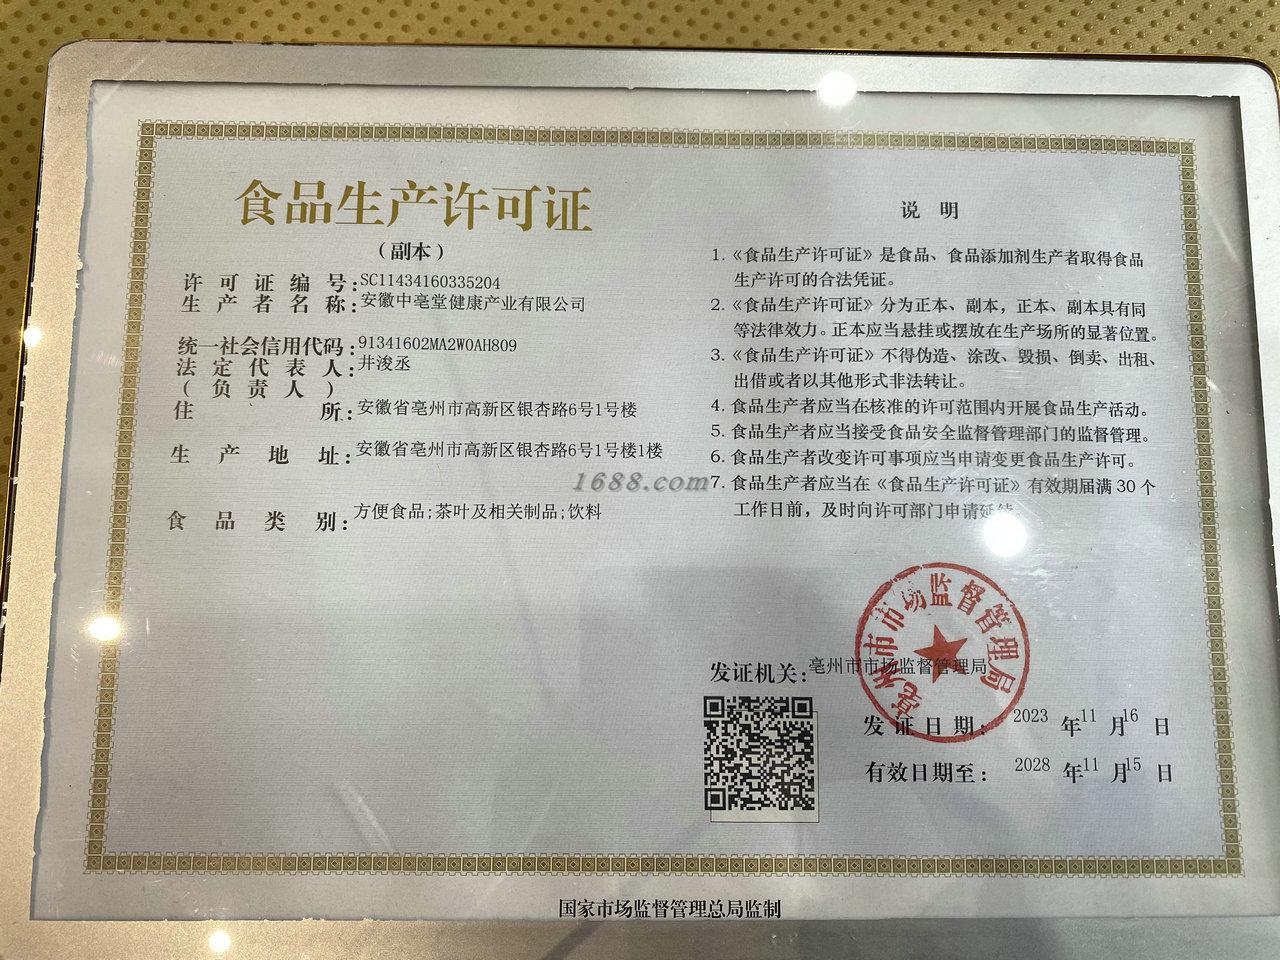 食品生产许可证
（副本）
许可证编号：SC11434160335204
生产者名称：安徽中亳堂健康产业有限公司
统一社会信用代码：91341602MA2W0AH809
法定代表人：井浚丞
（负责人）
住所：安徽省亳州市高新区银杏路6号1号楼
生产地址：安徽省亳州市高新区银杏路6号1号楼1楼
食品类别：方便食品;茶叶及相关制品;饮料
说明
1.《食品生产许可证》是食品、食品添加剂生产者取得食品
生产许可的合法凭证。
2.《食品生产许可证》分为正本、副本，正本、副本具有同
等法律效力。正本应当悬挂或摆放在生产场所的显著位置。
3.《食品生产许可证》不得伪造、涂改、毁损、倒卖、出租、
出借或者以其他形式非法转让。
4. 食品生产者应当在核准的许可范围内开展食品生产活动。
5. 食品生产者应当接受食品安全监督管理部门的监督管理。
6. 食品生产者改变许可事项应当申请变更食品生产许可。
7. 食品生产者应当在《食品生产许可证》有效期届满 30 个
工作日前，及时向许可部门申请延续。
1688.com
亳州市市场监督管理局
发证机关：亳州市市场监督管理局
发证日期：2023年11月16日
有效日期至：2028年11月15日
国家市场监督管理总局监制